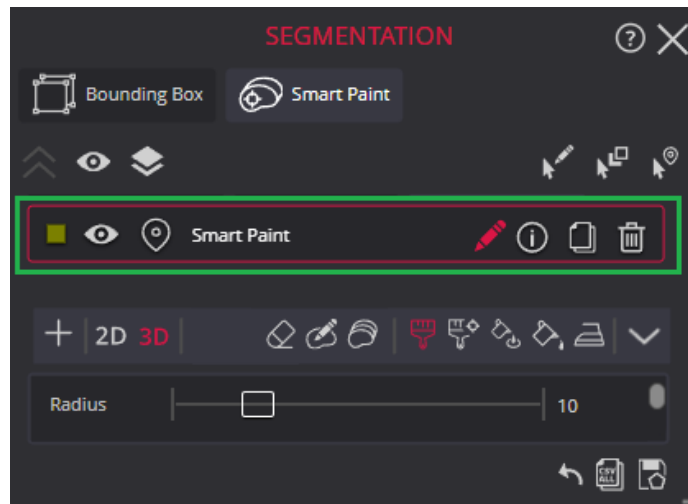 SEGMENTATION
Bounding Box Smart Paint
Smart Paint
2D 3D
Radius 10
CSV
ALL